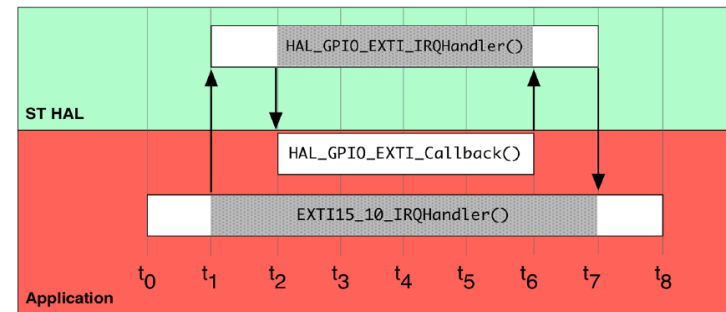 HAL_GPIO_EXTI_IRQHandler()
ST HAL
HAL_GPIO_EXTI_Callback()
EXTI15_10_IRQHandler()
t0 t1 t2 t3 t4 t5 t6 t7 t8
Application